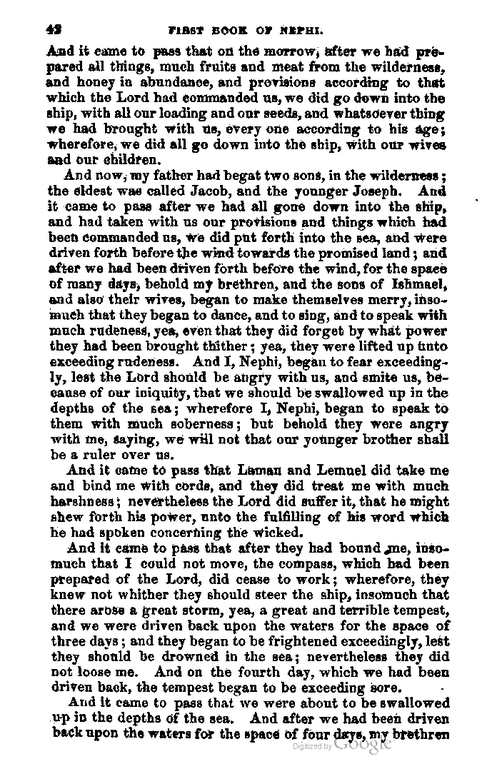 42 FIRST BOOK OF NEPHI.
And it came to pass that on the morrow, after we had pre-
pared all things, much fruits and meat from the wilderness,
and honey in abundance, and provisions according to that
which the Lord had commanded us, we did go down into the
ship, with all our loading and our seeds, and whatsoever thing
we had brought with us, every one according to his age;
wherefore, we did all go down into the ship, with our wives
and our children.
And now, my father had begat two sons, in the wilderness;
the eldest was called Jacob, and the younger Joseph. And
it came to pass after we had all gone down into the ship,
and had taken with us our provisions and things which had
been commanded us, we did put forth into the sea, and were
driven forth before the wind towards the promised land; and
after we had been driven forth before the wind, for the space
of many days, behold my brethren, and the sons of Ishmael,
and also their wives, began to make themselves merry, inso-
much that they began to dance, and to sing, and to speak with
much rudeness, yea, even that they did forget by what power
they had been brought thither; yea, they were lifted up unto
exceeding rudeness. And I, Nephi, began to fear exceeding-
ly, lest the Lord should be angry with us, and smite us, be-
cause of our iniquity, that we should be swallowed up in the
depths of the sea; wherefore I, Nephi, began to speak to
them with much soberness; but behold they were angry
with me, saying, we will not that our younger brother shall
be a ruler over us.
And it came to pass that Laman and Lemuel did take me
and bind me with cords, and they did treat me with much
harshness; nevertheless the Lord did suffer it, that he might
shew forth his power, unto the fulfilling of his word which
he had spoken concerning the wicked.
And it came to pass that after they had bound me, inso-
much that I could not move, the compass, which had been
prepared of the Lord, did cease to work; wherefore, they
knew not whither they should steer the ship, insomuch that
there arose a great storm, yea, a great and terrible tempest,
and we were driven back upon the waters for the space of
three days; and they began to be frightened exceedingly, lest
they should be drowned in the sea; nevertheless they did
not loose me. And on the fourth day, which we had been
driven back, the tempest began to be exceeding sore.
And it came to pass that we were about to be swallowed
up in the depths of the sea. And after we had been driven
back upon the waters for the space of four days, my brethren
Digitized by Google